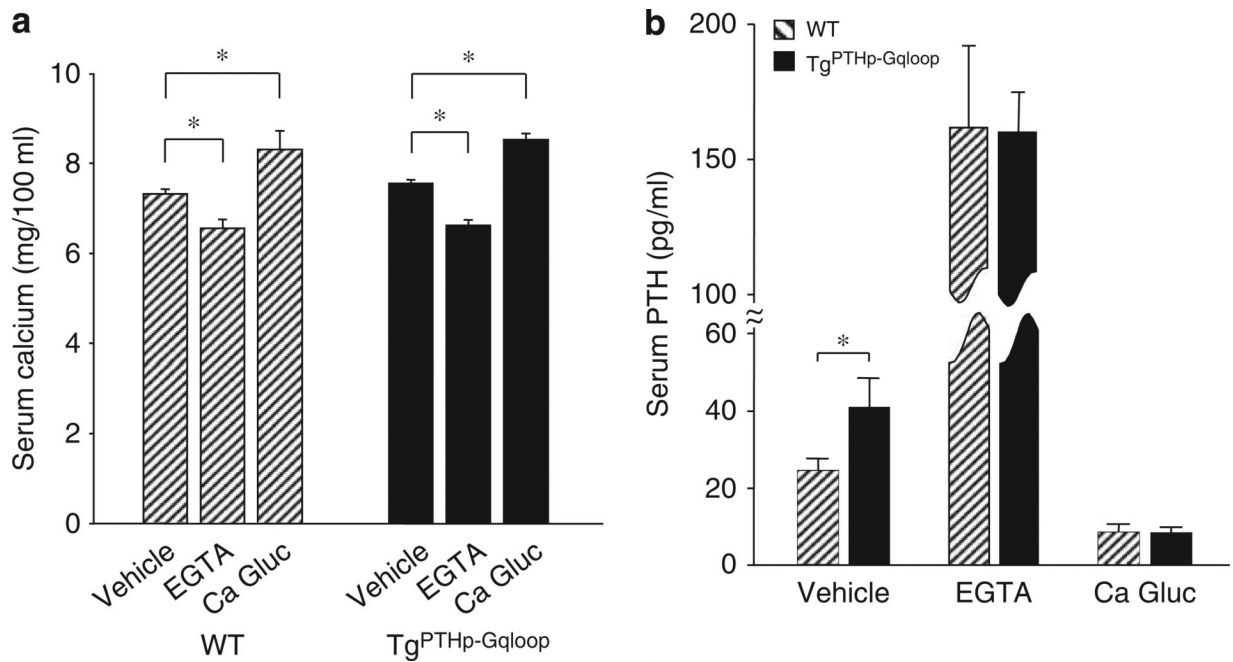 a
Serum calcium (mg/100 ml)
10
8
6
4
2
0
*
*
*
*
Vehicle
EGTA
Ca Gluc
Vehicle
EGTA
Ca Gluc
WT
Tg^PTHp-Gqloop
b
WT
Tg^PTHp-Gqloop
Serum PTH (pg/ml)
200
150
100
≈
60
40
20
0
*
Vehicle
EGTA
Ca Gluc